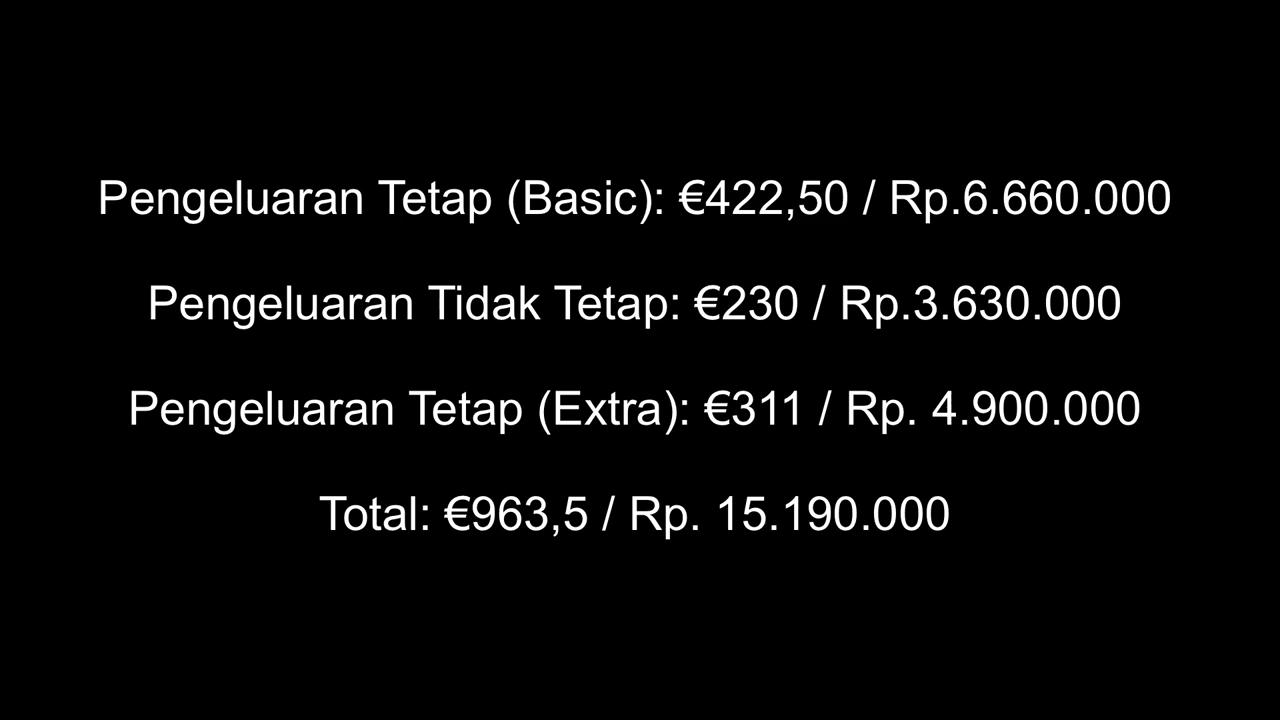 Pengeluaran Tetap (Basic): €422,50 / Rp.6.660.000
Pengeluaran Tidak Tetap: €230 / Rp.3.630.000
Pengeluaran Tetap (Extra): €311 / Rp. 4.900.000
Total: €963,5 / Rp. 15.190.000